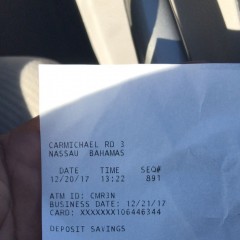 CARMICHAEL RD 3
NASSAU BAHAMAS
DATE TIME SEQ#
12/20/17 13:22 891
ATM ID: CMR3N
BUSINESS DATE: 12/21/17
CARD: XXXXXXX106446344
DEPOSIT SAVINGS